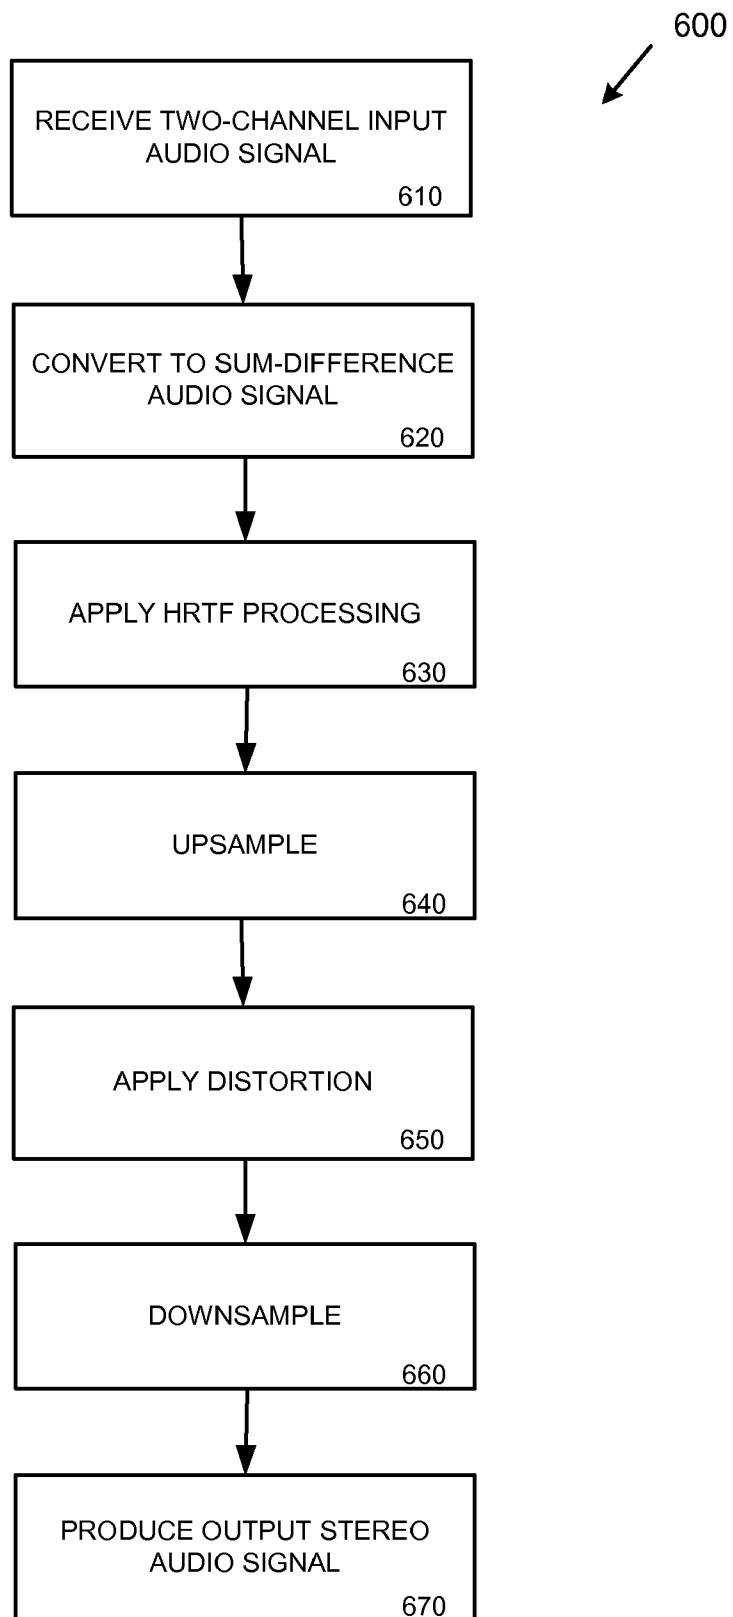 600
RECEIVE TWO-CHANNEL INPUT
AUDIO SIGNAL
610
CONVERT TO SUM-DIFFERENCE
AUDIO SIGNAL
620
APPLY HRTF PROCESSING
630
UPSAMPLE
640
APPLY DISTORTION
650
DOWNSAMPLE
660
PRODUCE OUTPUT STEREO
AUDIO SIGNAL
670